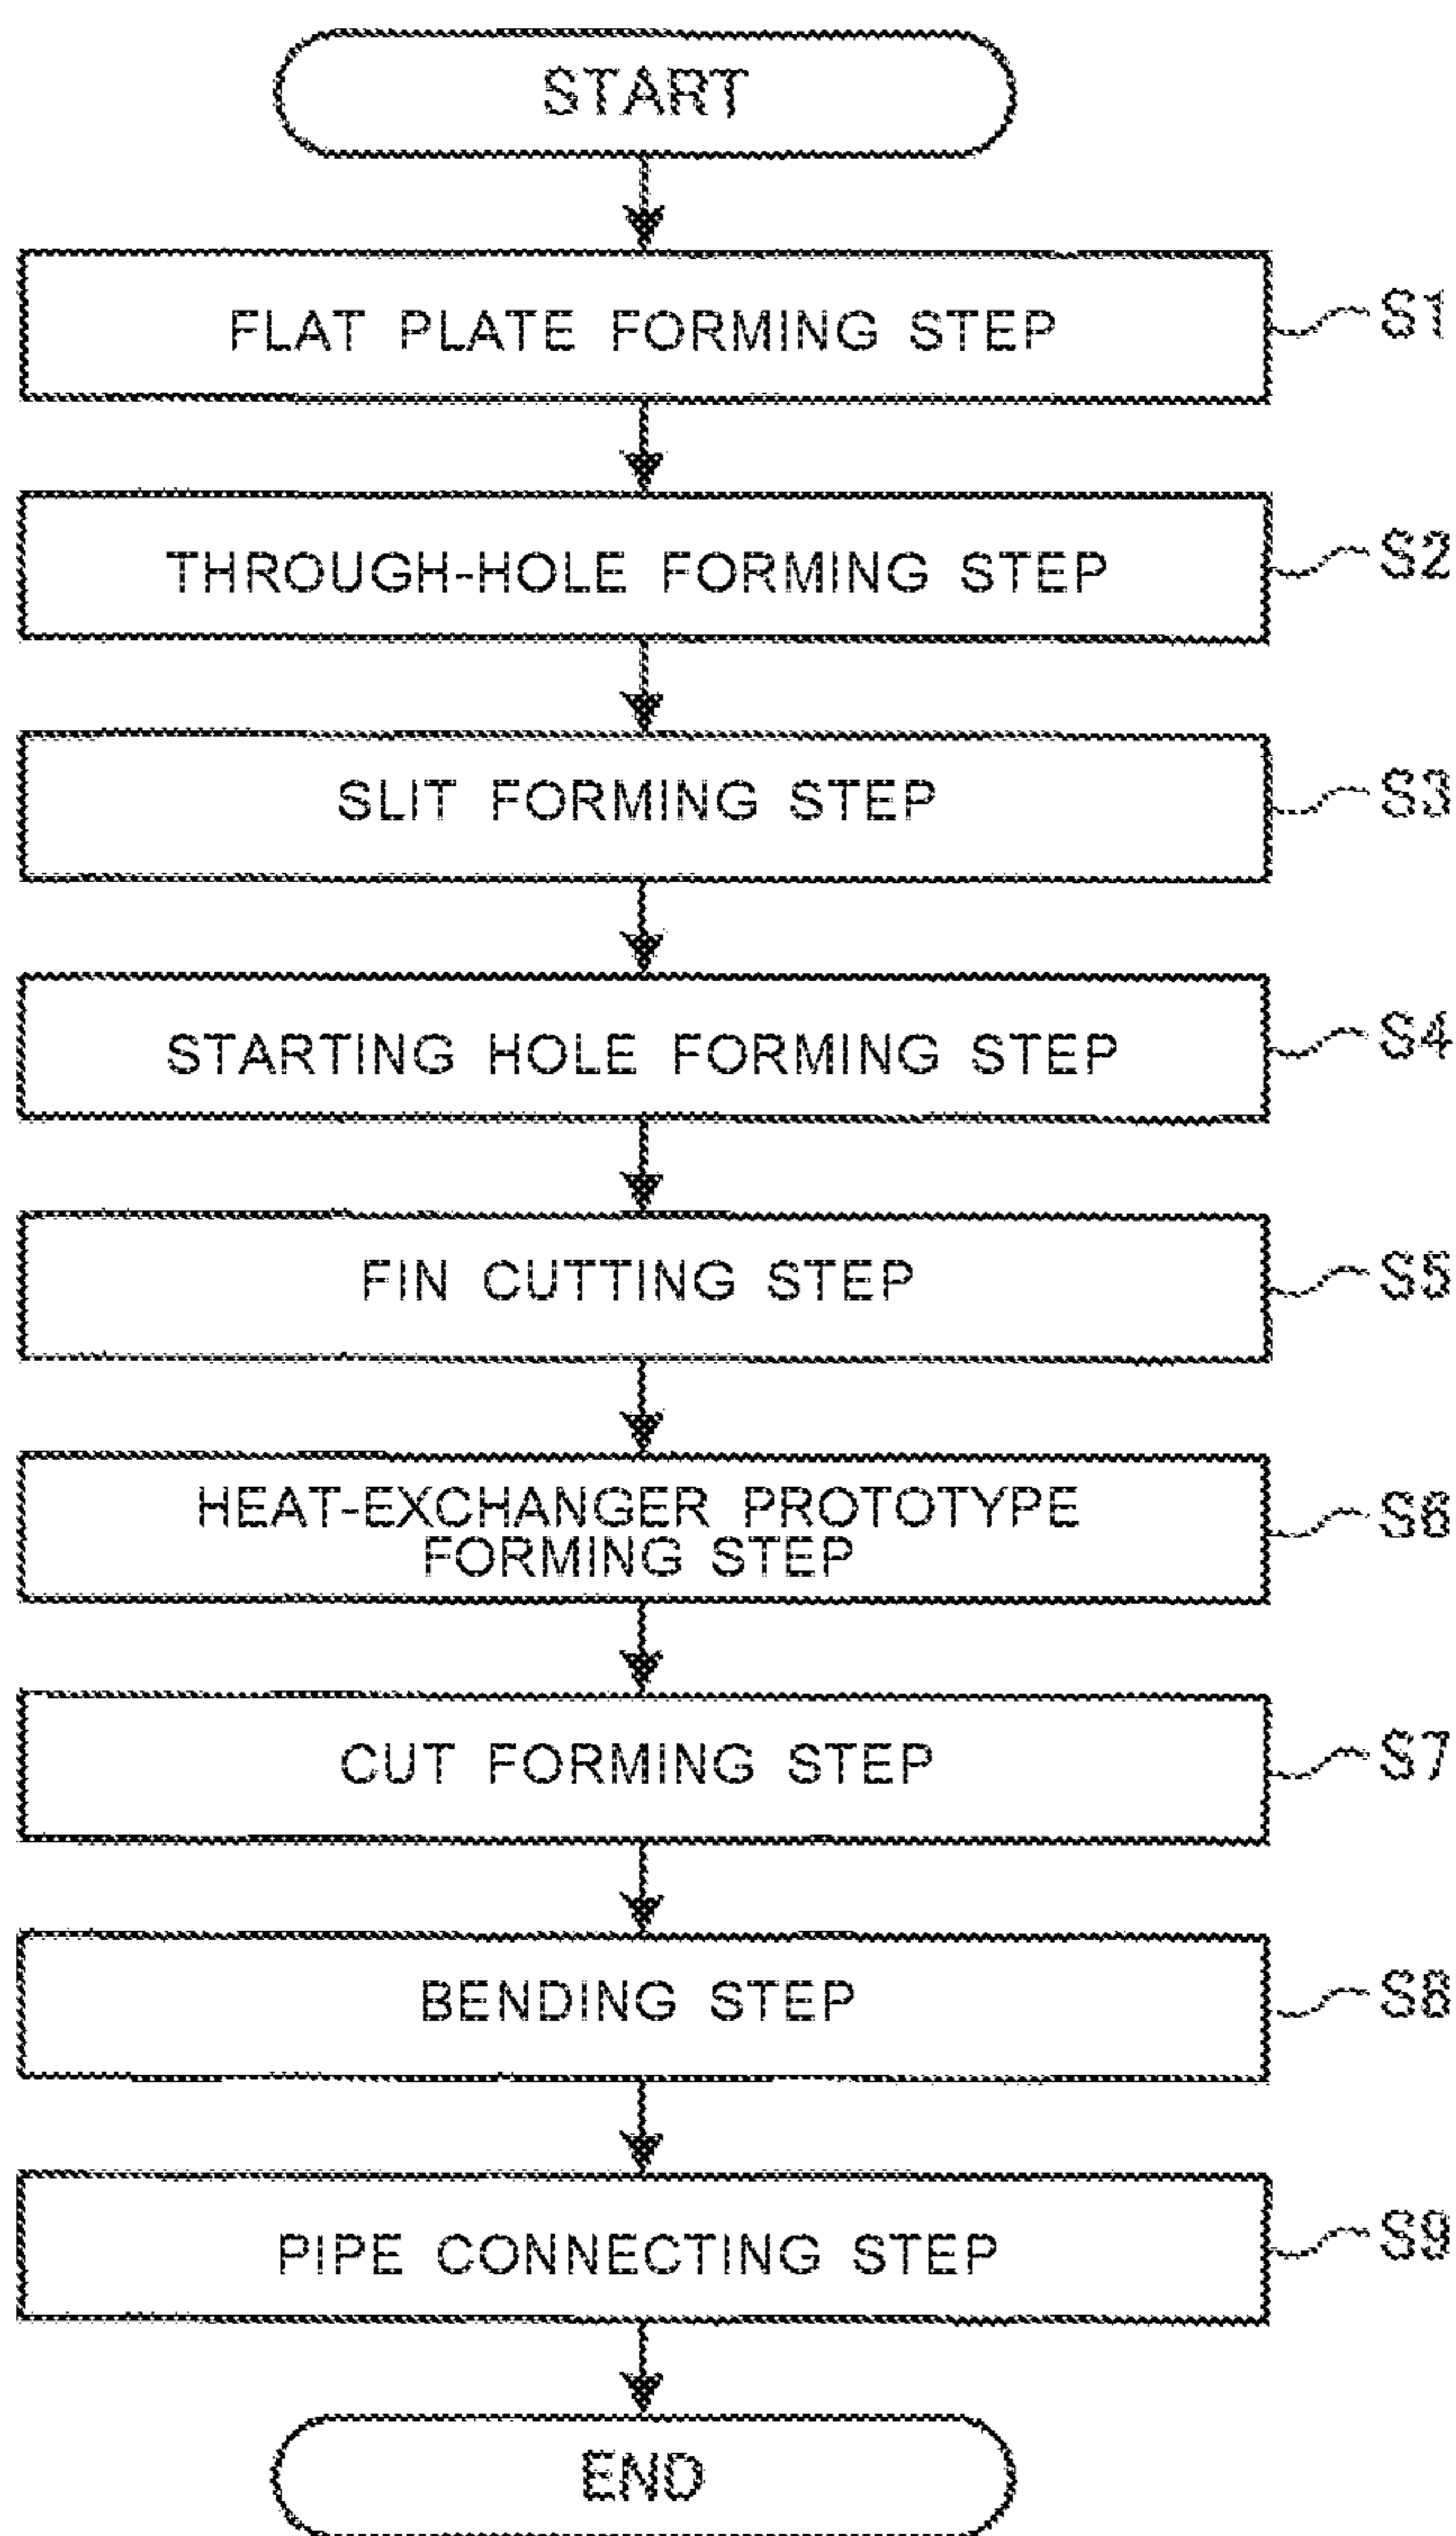 START
FLAT PLATE FORMING STEP
S1
THROUGH-HOLE FORMING STEP
S2
SLIT FORMING STEP
S3
STARTING HOLE FORMING STEP
S4
FIN CUTTING STEP
S5
HEAT-EXCHANGER PROTOTYPE
FORMING STEP
S6
CUT FORMING STEP
S7
BENDING STEP
S8
PIPE CONNECTING STEP
S9
END